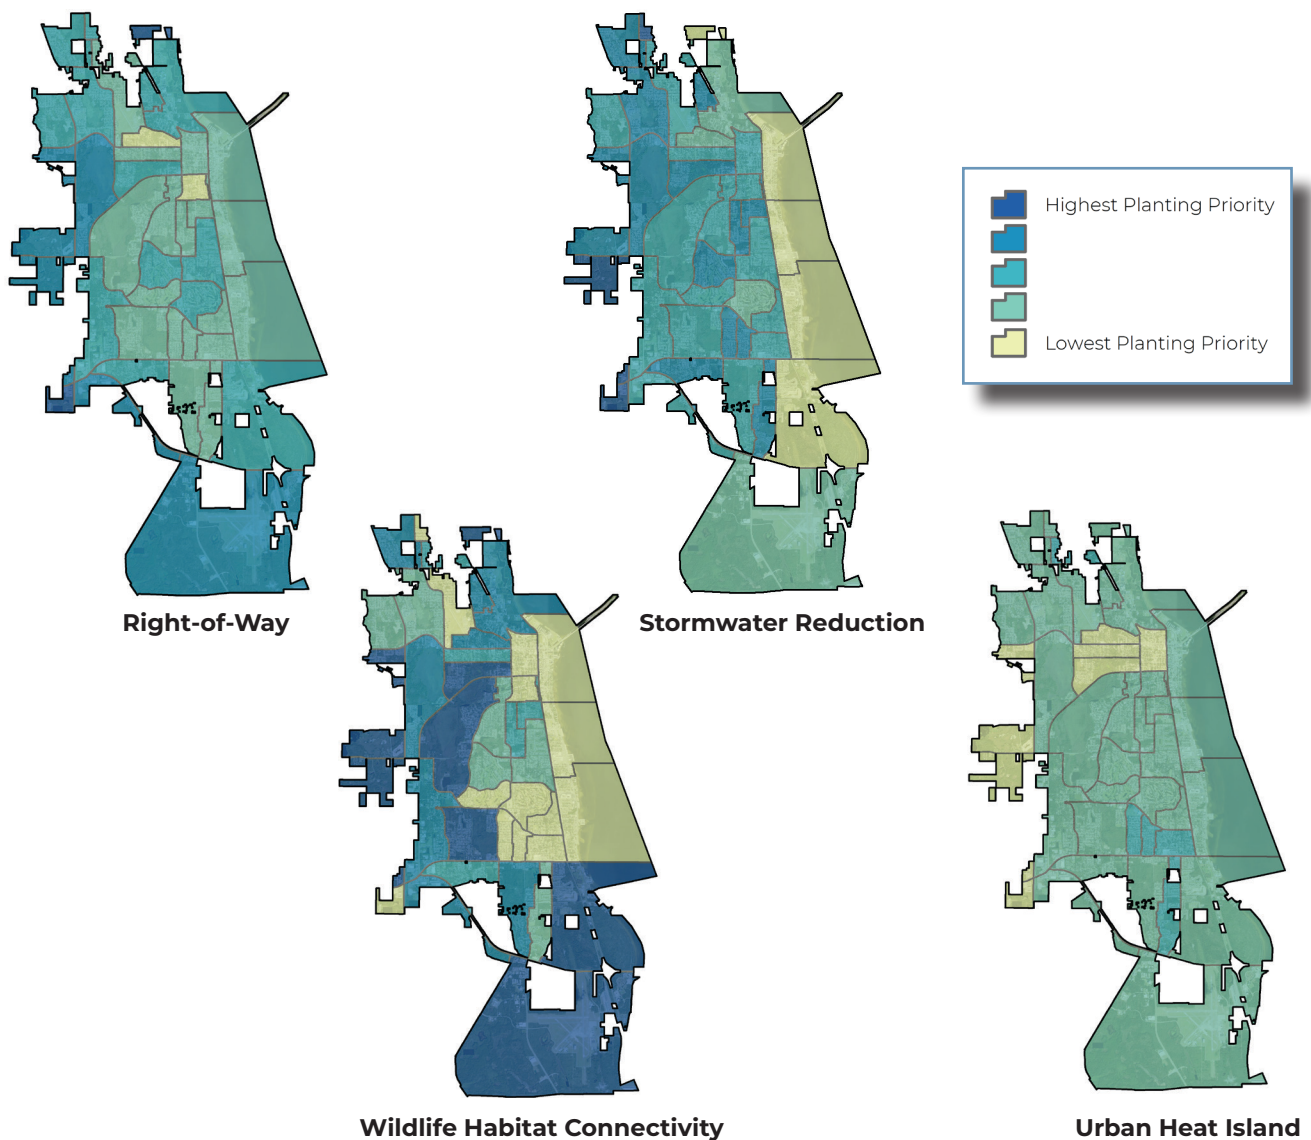 Highest Planting Priority
Lowest Planting Priority
Right-of-Way
Stormwater Reduction
Wildlife Habitat Connectivity
Urban Heat Island